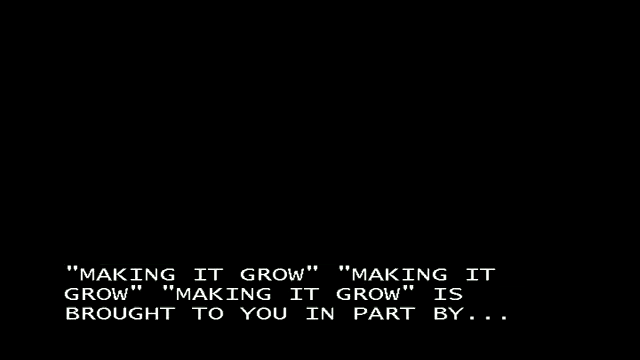 "MAKING IT GROW" "MAKING IT
GROW" "MAKING IT GROW" IS
BROUGHT TO YOU IN PART BY...